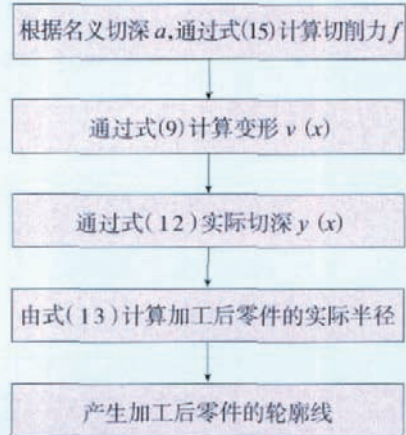 根据名义切深 a,通过式(15)计算切削力 f
通过式(9)计算变形 v (x)
通过式(12)实际切深 y (x)
由式(13)计算加工后零件的实际半径
产生加工后零件的轮廓线